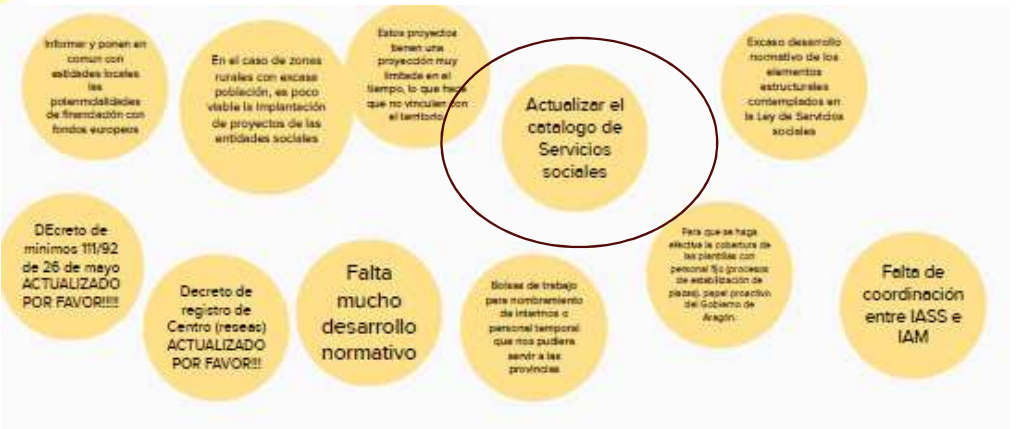 Informar y ponen en
comun con
estidades locales
las
potenmdalidades
de financiación con
fondos europeos
En el caso de zonas
rurales con escasa
población, es poco
viable la implantación
de proyectos de las
entidades sociales
Estos proyectos
tienen una
proyección muy
limitada en el
tiempo, lo que hace
que no vinculen con
el territorio
Actualizar el
catalogo de
Servicios
sociales
Excaso desarrollo
normativo de los
elementos
estructurales
contemplados en
la Ley de Servicios
sociales
DEcreto de
minimos 111/92
de 26 de mayo
ACTUALIZADO
POR FAVOR!!!!!
Decreto de
registro de
Centro (reseas)
ACTUALIZADO
POR FAVOR!!!
Falta
mucho
desarrollo
normativo
Bolsas de trabajo
para nombramiento
de interinos o
personal temporal
que nos pudiera
servir a las
provincias
Para que se haga
efectiva la cobertura de
las plantillas con
personal fijo (procesos
de estabilización de
plazas), papel proactivo
del Gobierno de
Aragón.
Falta de
coordinación
entre IASS e
IAM